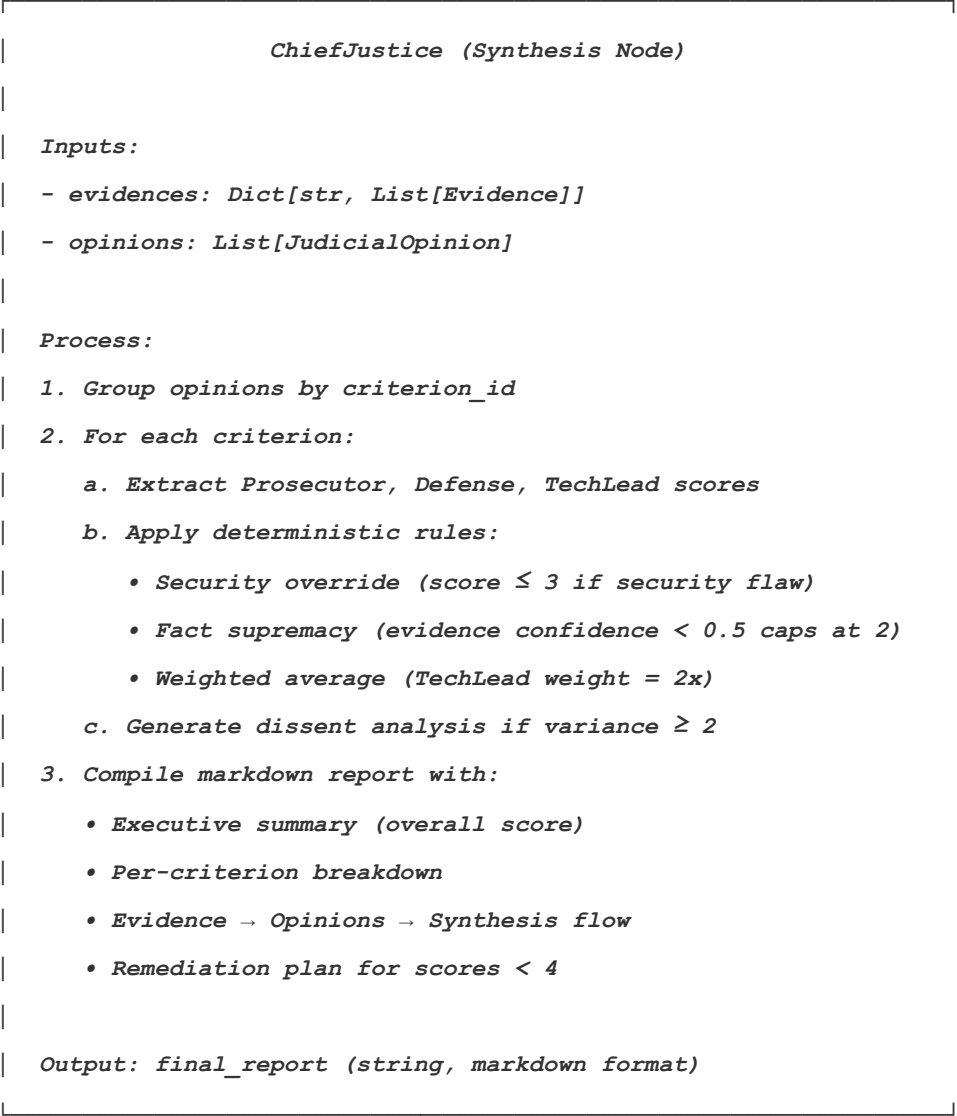 ChiefJustice (Synthesis Node)
Inputs:
- evidences: Dict[str, List[Evidence]]
- opinions: List[JudicialOpinion]
Process:
1. Group opinions by criterion_id
2. For each criterion:
a. Extract Prosecutor, Defense, TechLead scores
b. Apply deterministic rules:
• Security override (score ≤ 3 if security flaw)
• Fact supremacy (evidence confidence < 0.5 caps at 2)
• Weighted average (TechLead weight = 2x)
c. Generate dissent analysis if variance ≥ 2
3. Compile markdown report with:
• Executive summary (overall score)
• Per-criterion breakdown
• Evidence → Opinions → Synthesis flow
• Remediation plan for scores < 4
Output: final_report (string, markdown format)